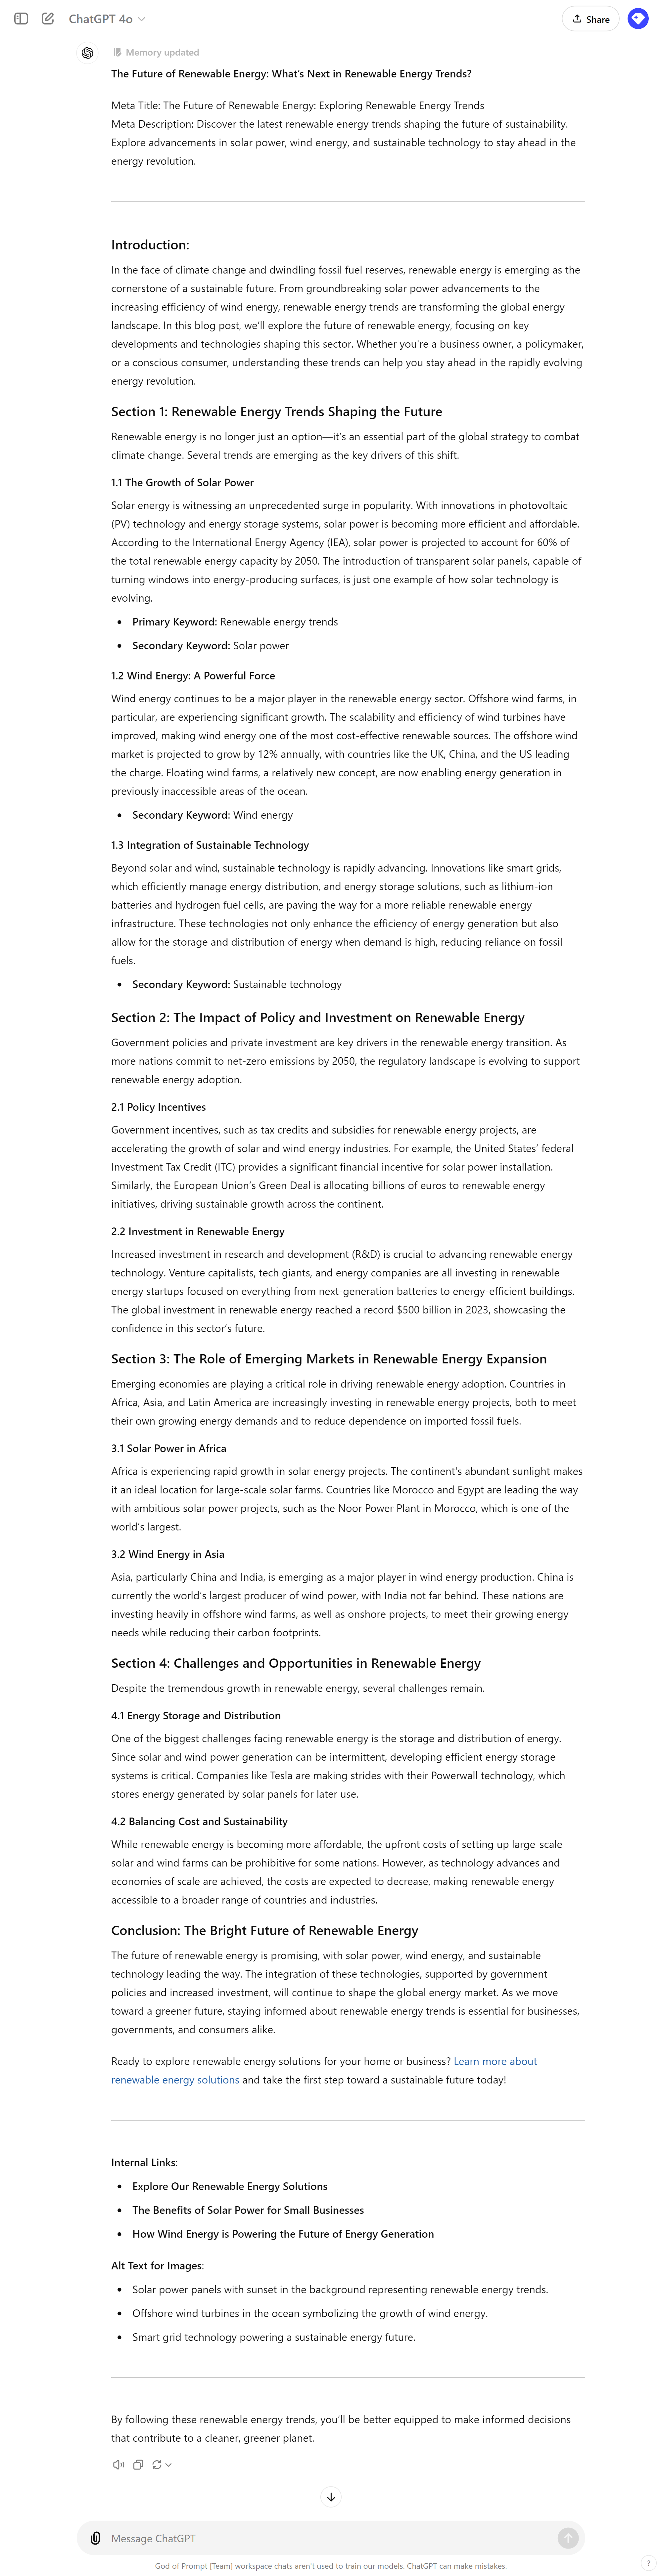 ChatGPT 4o
Share
Memory updated
The Future of Renewable Energy: What's Next in Renewable Energy Trends?
Meta Title: The Future of Renewable Energy: Exploring Renewable Energy Trends
Meta Description: Discover the latest renewable energy trends shaping the future of sustainability.
Explore advancements in solar power, wind energy, and sustainable technology to stay ahead in the
energy revolution.
Introduction:
In the face of climate change and dwindling fossil fuel reserves, renewable energy is emerging as the
cornerstone of a sustainable future. From groundbreaking solar power advancements to the
increasing efficiency of wind energy, renewable energy trends are transforming the global energy
landscape. In this blog post, we'll explore the future of renewable energy, focusing on key
developments and technologies shaping this sector. Whether you're a business owner, a policymaker,
or a conscious consumer, understanding these trends can help you stay ahead in the rapidly evolving
energy revolution.
Section 1: Renewable Energy Trends Shaping the Future
Renewable energy is no longer just an option—it's an essential part of the global strategy to combat
climate change. Several trends are emerging as the key drivers of this shift.
1.1 The Growth of Solar Power
Solar energy is witnessing an unprecedented surge in popularity. With innovations in photovoltaic
(PV) technology and energy storage systems, solar power is becoming more efficient and affordable.
According to the International Energy Agency (IEA), solar power is projected to account for 60% of
the total renewable energy capacity by 2050. The introduction of transparent solar panels, capable of
turning windows into energy-producing surfaces, is just one example of how solar technology is
evolving.
• Primary Keyword: Renewable energy trends
• Secondary Keyword: Solar power
1.2 Wind Energy: A Powerful Force
Wind energy continues to be a major player in the renewable energy sector. Offshore wind farms, in
particular, are experiencing significant growth. The scalability and efficiency of wind turbines have
improved, making wind energy one of the most cost-effective renewable sources. The offshore wind
market is projected to grow by 12% annually, with countries like the UK, China, and the US leading
the charge. Floating wind farms, a relatively new concept, are now enabling energy generation in
previously inaccessible areas of the ocean.
• Secondary Keyword: Wind energy
1.3 Integration of Sustainable Technology
Beyond solar and wind, sustainable technology is rapidly advancing. Innovations like smart grids,
which efficiently manage energy distribution, and energy storage solutions, such as lithium-ion
batteries and hydrogen fuel cells, are paving the way for a more reliable renewable energy
infrastructure. These technologies not only enhance the efficiency of energy generation but also
allow for the storage and distribution of energy when demand is high, reducing reliance on fossil
fuels.
• Secondary Keyword: Sustainable technology
Section 2: The Impact of Policy and Investment on Renewable Energy
Government policies and private investment are key drivers in the renewable energy transition. As
more nations commit to net-zero emissions by 2050, the regulatory landscape is evolving to support
renewable energy adoption.
2.1 Policy Incentives
Government incentives, such as tax credits and subsidies for renewable energy projects, are
accelerating the growth of solar and wind energy industries. For example, the United States' federal
Investment Tax Credit (ITC) provides a significant financial incentive for solar power installation.
Similarly, the European Union's Green Deal is allocating billions of euros to renewable energy
initiatives, driving sustainable growth across the continent.
2.2 Investment in Renewable Energy
Increased investment in research and development (R&D) is crucial to advancing renewable energy
technology. Venture capitalists, tech giants, and energy companies are all investing in renewable
energy startups focused on everything from next-generation batteries to energy-efficient buildings.
The global investment in renewable energy reached a record $500 billion in 2023, showcasing the
confidence in this sector's future.
Section 3: The Role of Emerging Markets in Renewable Energy Expansion
Emerging economies are playing a critical role in driving renewable energy adoption. Countries in
Africa, Asia, and Latin America are increasingly investing in renewable energy projects, both to meet
their own growing energy demands and to reduce dependence on imported fossil fuels.
3.1 Solar Power in Africa
Africa is experiencing rapid growth in solar energy projects. The continent's abundant sunlight makes
it an ideal location for large-scale solar farms. Countries like Morocco and Egypt are leading the way
with ambitious solar power projects, such as the Noor Power Plant in Morocco, which is one of the
world's largest.
3.2 Wind Energy in Asia
Asia, particularly China and India, is emerging as a major player in wind energy production. China is
currently the world's largest producer of wind power, with India not far behind. These nations are
investing heavily in offshore wind farms, as well as onshore projects, to meet their growing energy
needs while reducing their carbon footprints.
Section 4: Challenges and Opportunities in Renewable Energy
Despite the tremendous growth in renewable energy, several challenges remain.
4.1 Energy Storage and Distribution
One of the biggest challenges facing renewable energy is the storage and distribution of energy.
Since solar and wind power generation can be intermittent, developing efficient energy storage
systems is critical. Companies like Tesla are making strides with their Powerwall technology, which
stores energy generated by solar panels for later use.
4.2 Balancing Cost and Sustainability
While renewable energy is becoming more affordable, the upfront costs of setting up large-scale
solar and wind farms can be prohibitive for some nations. However, as technology advances and
economies of scale are achieved, the costs are expected to decrease, making renewable energy
accessible to a broader range of countries and industries.
Conclusion: The Bright Future of Renewable Energy
The future of renewable energy is promising, with solar power, wind energy, and sustainable
technology leading the way. The integration of these technologies, supported by government
policies and increased investment, will continue to shape the global energy market. As we move
toward a greener future, staying informed about renewable energy trends is essential for businesses,
governments, and consumers alike.
Ready to explore renewable energy solutions for your home or business? Learn more about
renewable energy solutions and take the first step toward a sustainable future today!
Internal Links:
• Explore Our Renewable Energy Solutions
• The Benefits of Solar Power for Small Businesses
• How Wind Energy is Powering the Future of Energy Generation
Alt Text for Images:
• Solar power panels with sunset in the background representing renewable energy trends.
• Offshore wind turbines in the ocean symbolizing the growth of wind energy.
• Smart grid technology powering a sustainable energy future.
By following these renewable energy trends, you'll be better equipped to make informed decisions
that contribute to a cleaner, greener planet.
Message ChatGPT
God of Prompt [Team] workspace chats aren't used to train our models. ChatGPT can make mistakes.
?